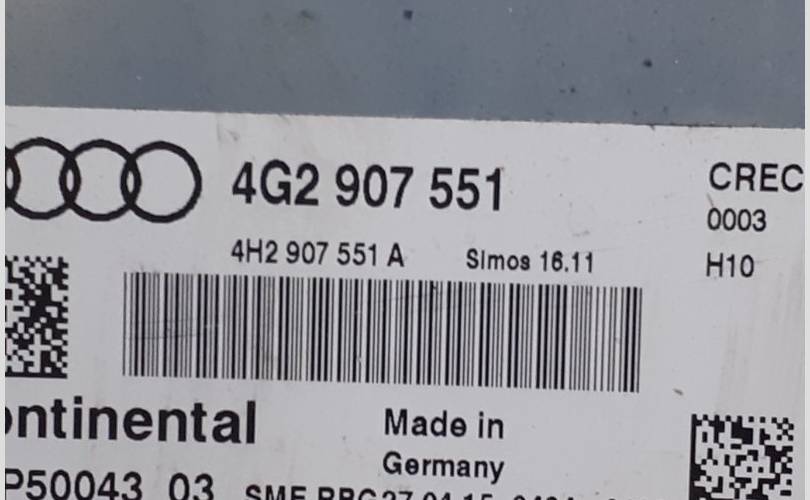 4G2 907 551
CREC
0003
4H2 907 551 A
Simos 16.11
H10
ontinental
Made in
Germany
P50043 03